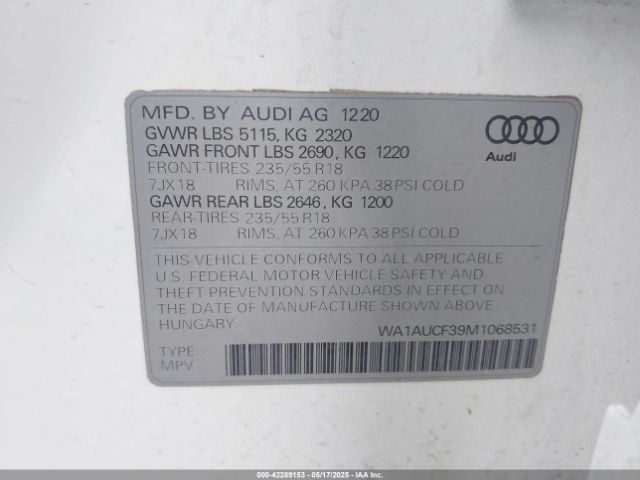 MFD. BY AUDI AG 1220
GVWR LBS 5115, KG 2320
GAWR FRONT LBS 2690, KG 1220
FRONT-TIRES 235/55 R18
7JX18 RIMS, AT 260 KPA 38 PSI COLD
GAWR REAR LBS 2646, KG 1200
REAR-TIRES 235/55 R18
7JX18 RIMS, AT 260 KPA 38 PSI COLD
Audi
THIS VEHICLE CONFORMS TO ALL APPLICABLE
U.S. FEDERAL MOTOR VEHICLE SAFETY AND
THEFT PREVENTION STANDARDS IN EFFECT ON
THE DATE OF MANUFACTURE SHOWN ABOVE
HUNGARY
WA1AUCF39M1068531
TYPE
MPV
000-42289153 - 05/17/2025 - IAAHQCUS